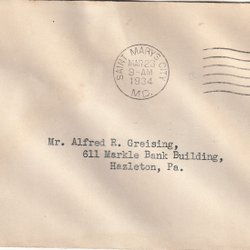 SAINT MARYS CITY
MAR 23
9-AM
1934
MD.
Mr. Alfred R. Greising,
611 Markle Bank Building,
Hazleton, Pa.